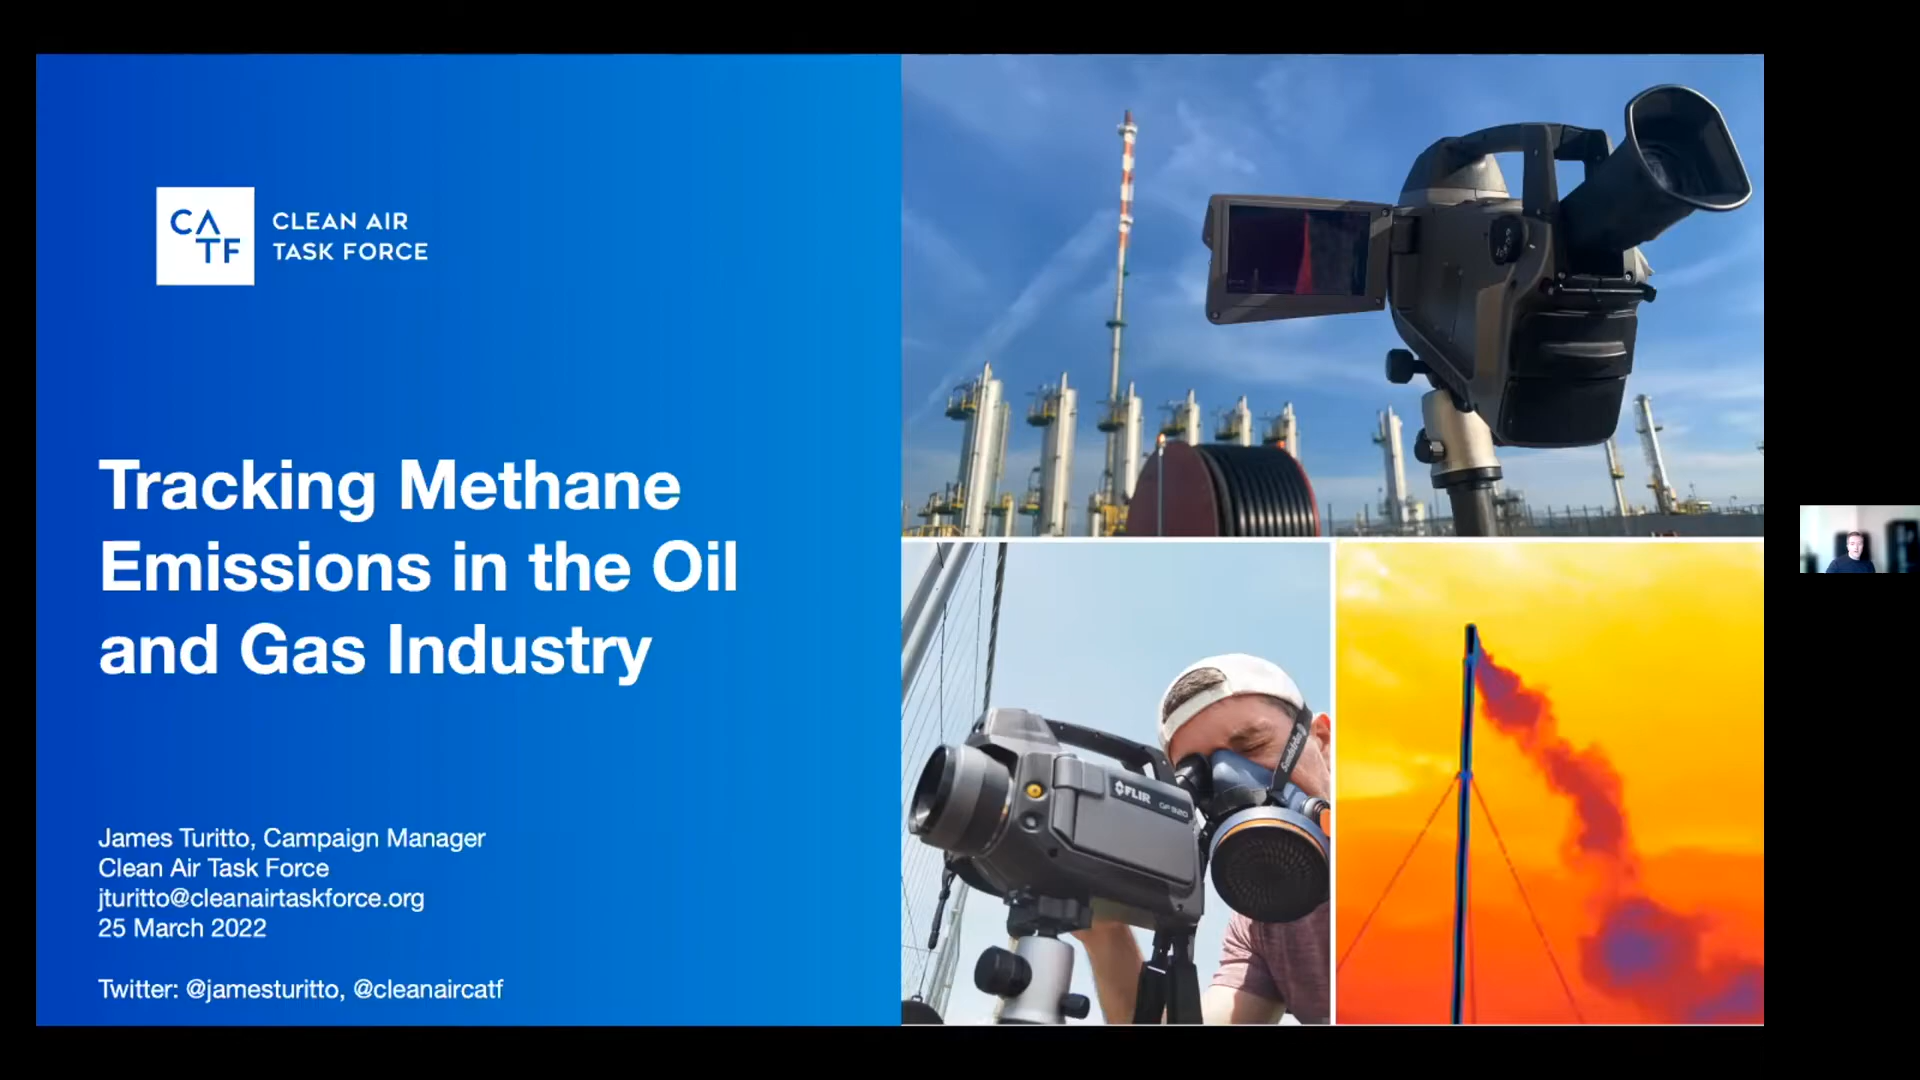 CA
TF
CLEAN AIR
TASK FORCE
Tracking Methane
Emissions in the Oil
and Gas Industry
James Turitto, Campaign Manager
Clean Air Task Force
jturitto@cleanairtaskforce.org
25 March 2022
Twitter: @jamesturitto, @cleanaircatf
FLIR